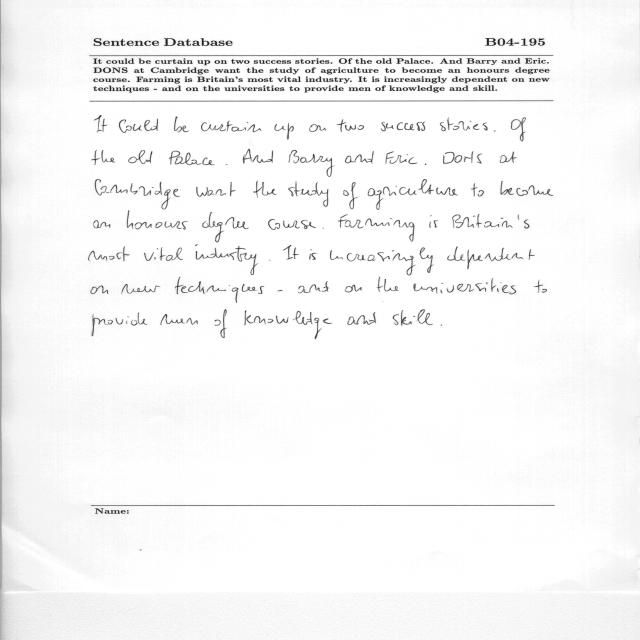 Sentence Database B04-195
It could be curtain up on two success stories. Of the old Palace. And Barry and Eric.
DONS at Cambridge want the study of agriculture to become an honours degree
course. Farming is Britain's most vital industry. It is increasingly dependent on new
techniques - and on the universities to provide men of knowledge and skill.
It Could be curtain up on two success stories. Of
the old Palace. And Barry and Eric. Dons at
Cambridge want the study of agriculture to become
an honours degree course. Farming is Britain's
most vital industry. It is increasingly dependent
on new techniques - and on the universities to
provide men of knowledge and skill.
Name: